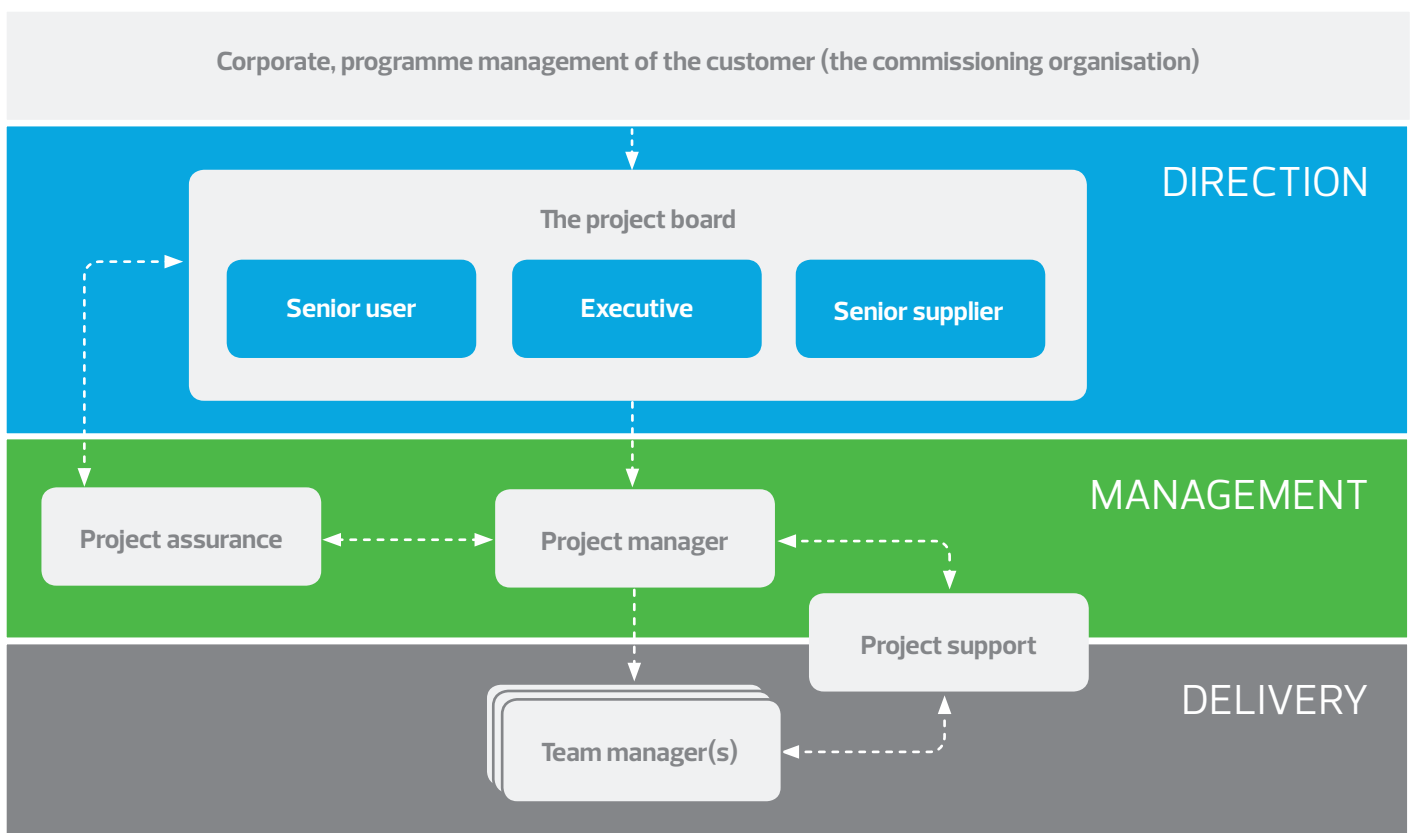 Corporate, programme management of the customer (the commissioning organisation)
DIRECTION
The project board
Senior user
Executive
Senior supplier
MANAGEMENT
Project assurance
Project manager
Project support
DELIVERY
Team manager(s)